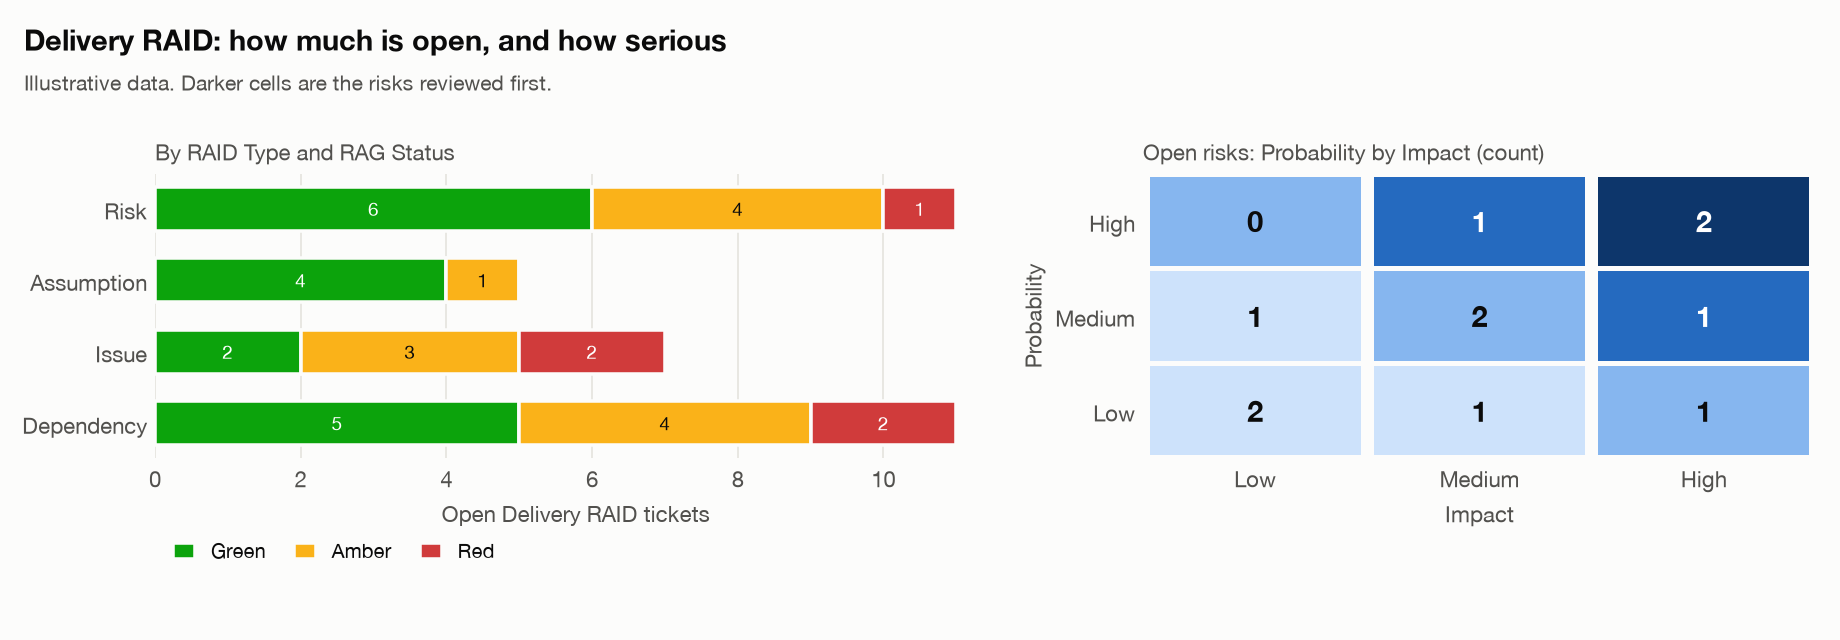 Delivery RAID: how much is open, and how serious
Illustrative data. Darker cells are the risks reviewed first.
By RAID Type and RAG Status
Risk
6
4
1
Assumption
4
1
Issue
2
3
2
Dependency
5
4
2
0
2
4
6
8
10
Open Delivery RAID tickets
Green
Amber
Red
Open risks: Probability by Impact (count)
Probability
High
0
1
2
Medium
1
2
1
Low
2
1
1
Low
Medium
High
Impact